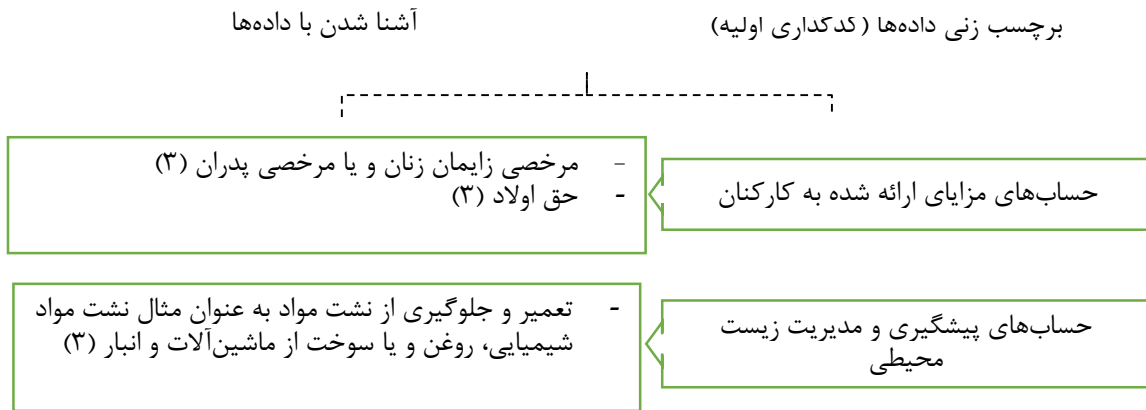 برچسب زنی داده‌ها (کدگذاری اولیه)
آشنا شدن با داده‌ها
حساب‌های مزایای ارائه شده به کارکنان
- مرخصی زایمان زنان و یا مرخصی پدران (۳)
- حق اولاد (۳)
حساب‌های پیشگیری و مدیریت زیست
محیطی
- تعمیر و جلوگیری از نشت مواد به عنوان مثال نشت مواد
شیمیایی، روغن و یا سوخت از ماشین‌آلات و انبار (۳)